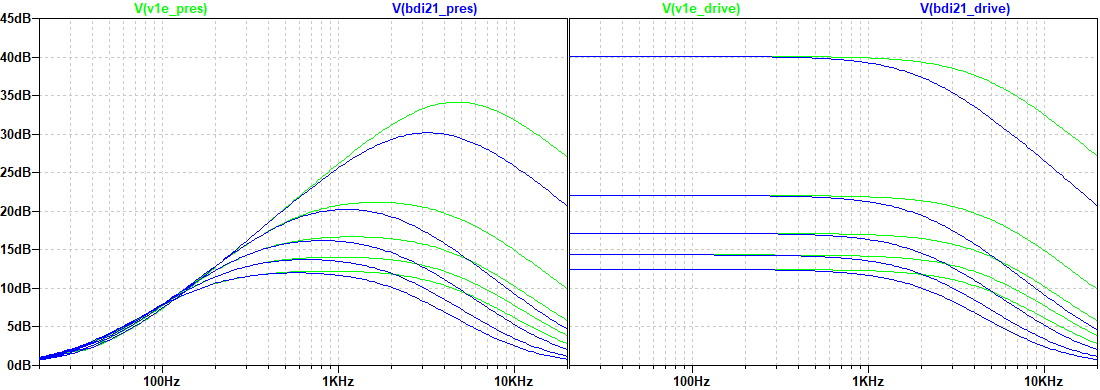 V(v1e_pres) V(bdi21_pres) V(v1e_drive) V(bdi21_drive)
45dB
40dB
35dB
30dB
25dB
20dB
15dB
10dB
5dB
0dB
100Hz 1KHz 10KHz 100Hz 1KHz 10KHz